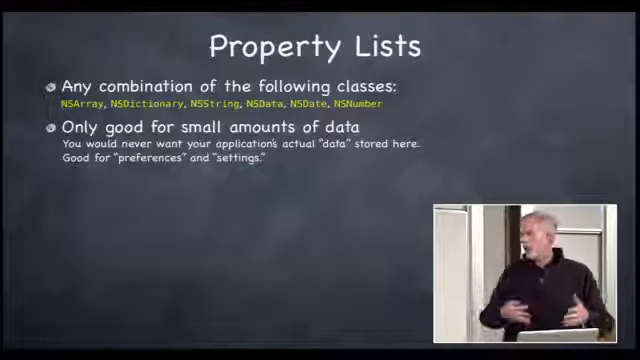 Property Lists
Any combination of the following classes:
NSArray, NSDictionary, NSString, NSData, NSDate, NSNumber
Only good for small amounts of data
You would never want your application's actual "data" stored here.
Good for "preferences" and "settings."